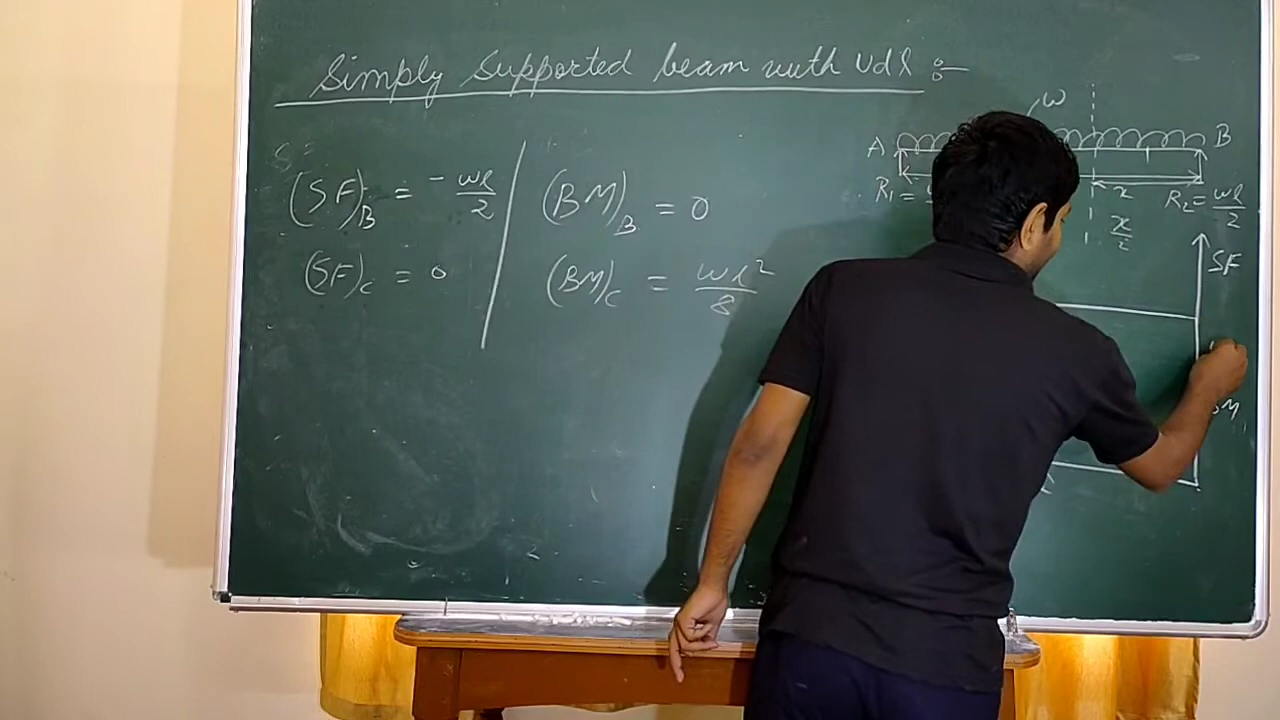 Simply Supported beam with Udl :-
(SF)B = - wl/2
(SF)C = 0
(BM)B = 0
(BM)C = wl²/8
w
A
B
R1 =
x
R2 = wl/2
x/2
SF